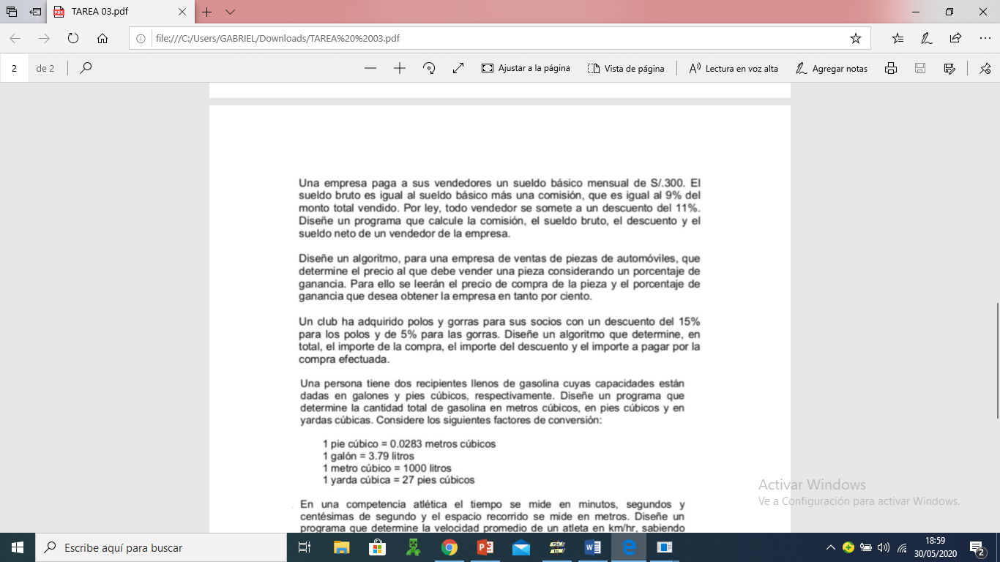 TAREA 03.pdf
file:///C:/Users/GABRIEL/Downloads/TAREA%20%2003.pdf
2 de 2
Ajustar a la página
Vista de página
Lectura en voz alta
Agregar notas
Una empresa paga a sus vendedores un sueldo básico mensual de S/.300. El
sueldo bruto es igual al sueldo básico más una comisión, que es igual al 9% del
monto total vendido. Por ley, todo vendedor se somete a un descuento del 11%.
Diseñe un programa que calcule la comisión, el sueldo bruto, el descuento y el
sueldo neto de un vendedor de la empresa.
Diseñe un algoritmo, para una empresa de ventas de piezas de automóviles, que
determine el precio al que debe vender una pieza considerando un porcentaje de
ganancia. Para ello se leerán el precio de compra de la pieza y el porcentaje de
ganancia que desea obtener la empresa en tanto por ciento.
Un club ha adquirido polos y gorras para sus socios con un descuento del 15%
para los polos y de 5% para las gorras. Diseñe un algoritmo que determine, en
total, el importe de la compra, el importe del descuento y el importe a pagar por la
compra efectuada.
Una persona tiene dos recipientes llenos de gasolina cuyas capacidades están
dadas en galones y pies cúbicos, respectivamente. Diseñe un programa que
determine la cantidad total de gasolina en metros cúbicos, en pies cúbicos y en
yardas cúbicas. Considere los siguientes factores de conversión:
1 pie cúbico = 0.0283 metros cúbicos
1 galón = 3.79 litros
1 metro cúbico = 1000 litros
1 yarda cúbica = 27 pies cúbicos
En una competencia atlética el tiempo se mide en minutos, segundos y
centésimas de segundo y el espacio recorrido se mide en metros. Diseñe un
programa que determine la velocidad promedio de un atleta en km/hr, sabiendo
Activar Windows
Ve a Configuración para activar Windows.
Escribe aquí para buscar
18:59
30/05/2020
2